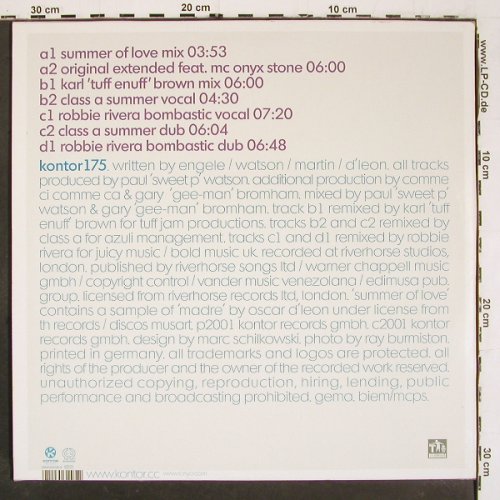 30 cm
20 cm
10 cm
a1 summer of love mix 03:53
a2 original extended feat. mc onyx stone 06:00
b1 karl 'tuff enuff' brown mix 06:00
b2 class a summer vocal 04:30
c1 robbie rivera bombastic vocal 07:20
c2 class a summer dub 06:04
d1 robbie rivera bombastic dub 06:48
kontor175. written by engele / watson / martin / d'leon. all tracks
produced by paul 'sweet p' watson. additional production by comme
ci comme ca & gary 'gee-man' bromham. mixed by paul 'sweet p'
watson & gary 'gee-man' bromham. track b1 remixed by karl 'tuff
enuff' brown for tuff jam productions. tracks b2 and c2 remixed by
class a for azuli management. tracks c1 and d1 remixed by robbie
rivera for juicy music / bold music uk. recorded at riverhorse studios,
london. published by riverhorse songs ltd / warner chappell music
gmbh / copyright control / vander music venezolana / edimusa pub.
group. licensed from riverhorse records ltd, london. 'summer of love'
contains a sample of 'madre' by oscar d'leon under license from
th records / discos musart. p2001 kontor records gmbh. c2001 kontor
records gmbh. design by marc schilkowski. photo by ray burmiston.
printed in germany. all trademarks and logos are protected. all
rights of the producer and the owner of the recorded work reserved.
unauthorized copying, reproduction, hiring, lending, public
performance and broadcasting prohibited. gema. biem/mcps.
www.kontor.cc
www.LP-CD.de
10 cm
20 cm
30 cm